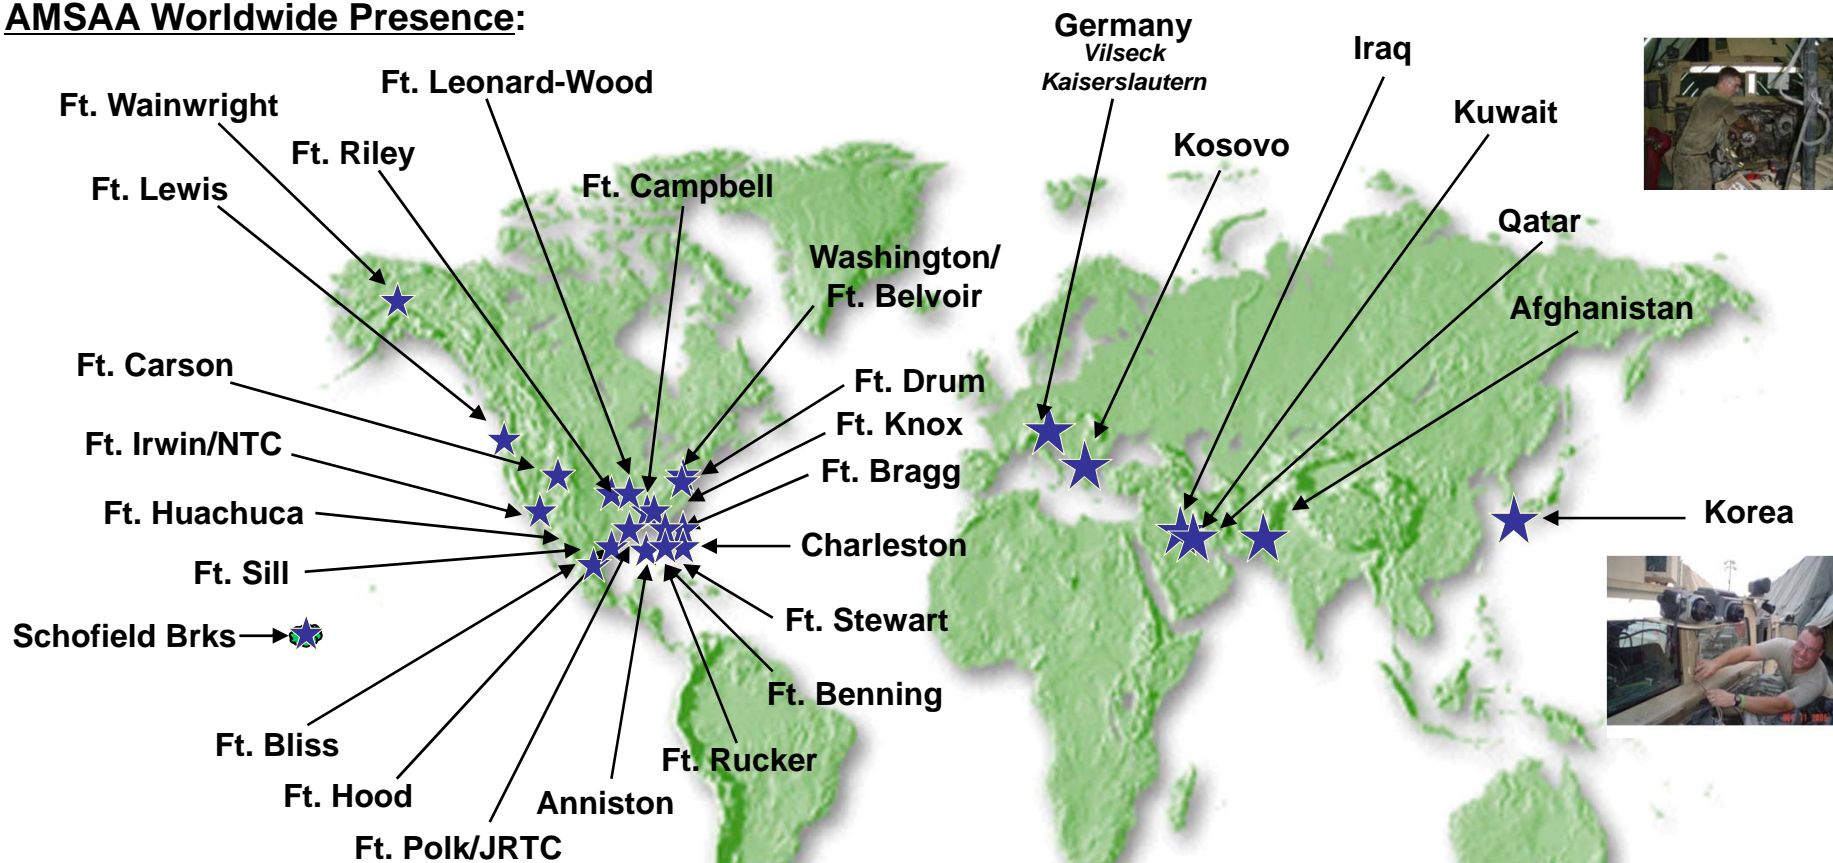 AMSAA Worldwide Presence:
Germany
Vilseck
Kaiserslautern
Iraq
Ft. Leonard-Wood
Ft. Wainwright
Kuwait
Ft. Riley
Kosovo
Ft. Lewis
Ft. Campbell
Qatar
Washington/
Ft. Belvoir
Afghanistan
Ft. Carson
Ft. Drum
Ft. Knox
Ft. Irwin/NTC
Ft. Bragg
Ft. Huachuca
Korea
Charleston
Ft. Sill
Ft. Stewart
Schofield Brks
Ft. Benning
Ft. Bliss
Ft. Rucker
Ft. Hood
Anniston
Ft. Polk/JRTC